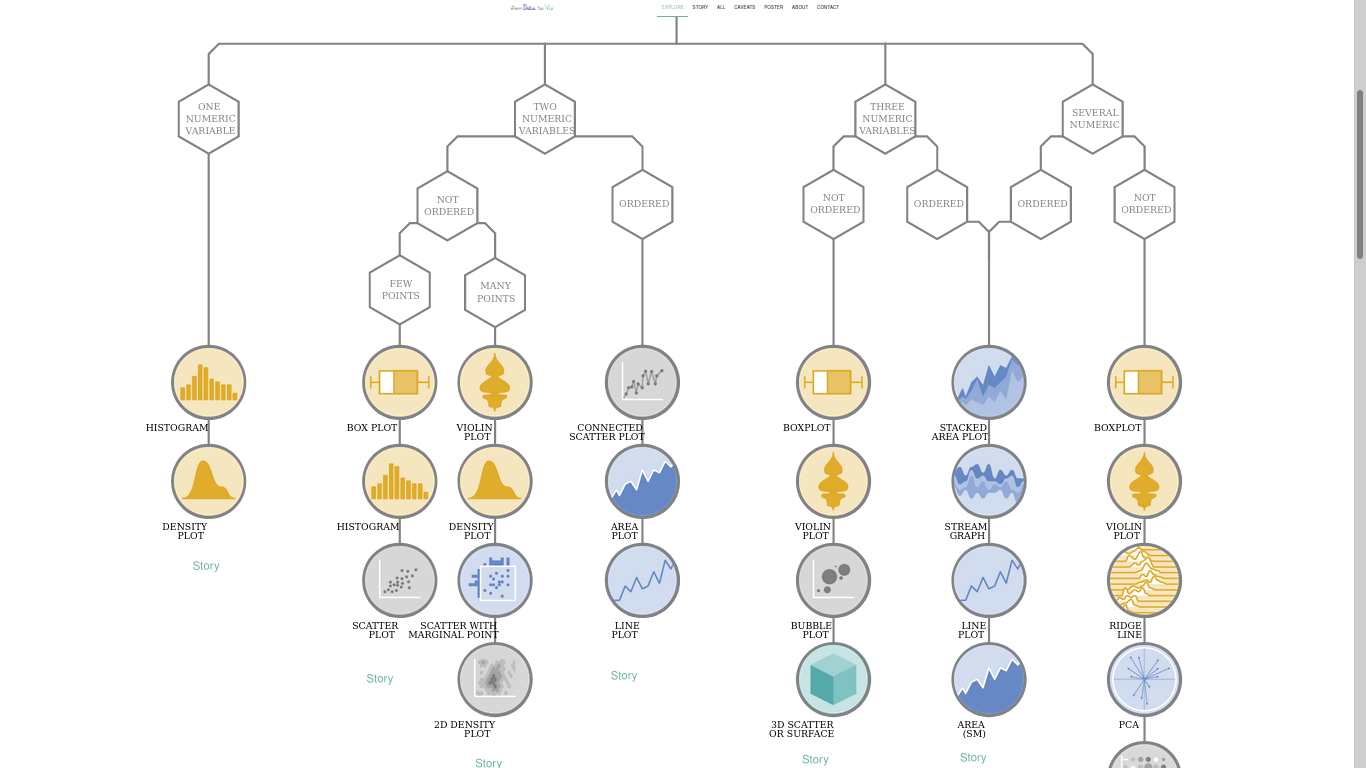 from Data to Viz
EXPLORE STORY ALL CAVEATS POSTER ABOUT CONTACT
ONE
NUMERIC
VARIABLE
TWO
NUMERIC
VARIABLES
THREE
NUMERIC
VARIABLES
SEVERAL
NUMERIC
NOT
ORDERED
ORDERED
NOT
ORDERED
ORDERED
ORDERED
NOT
ORDERED
FEW
POINTS
MANY
POINTS
HISTOGRAM
BOX PLOT
VIOLIN
PLOT
CONNECTED
SCATTER PLOT
BOXPLOT
STACKED
AREA PLOT
BOXPLOT
DENSITY
PLOT
HISTOGRAM
DENSITY
PLOT
AREA
PLOT
VIOLIN
PLOT
STREAM
GRAPH
VIOLIN
PLOT
Story
SCATTER
PLOT
SCATTER WITH
MARGINAL POINT
LINE
PLOT
BUBBLE
PLOT
LINE
PLOT
RIDGE
LINE
Story
Story
2D DENSITY
PLOT
3D SCATTER
OR SURFACE
AREA
(SM)
PCA
Story
Story
Story